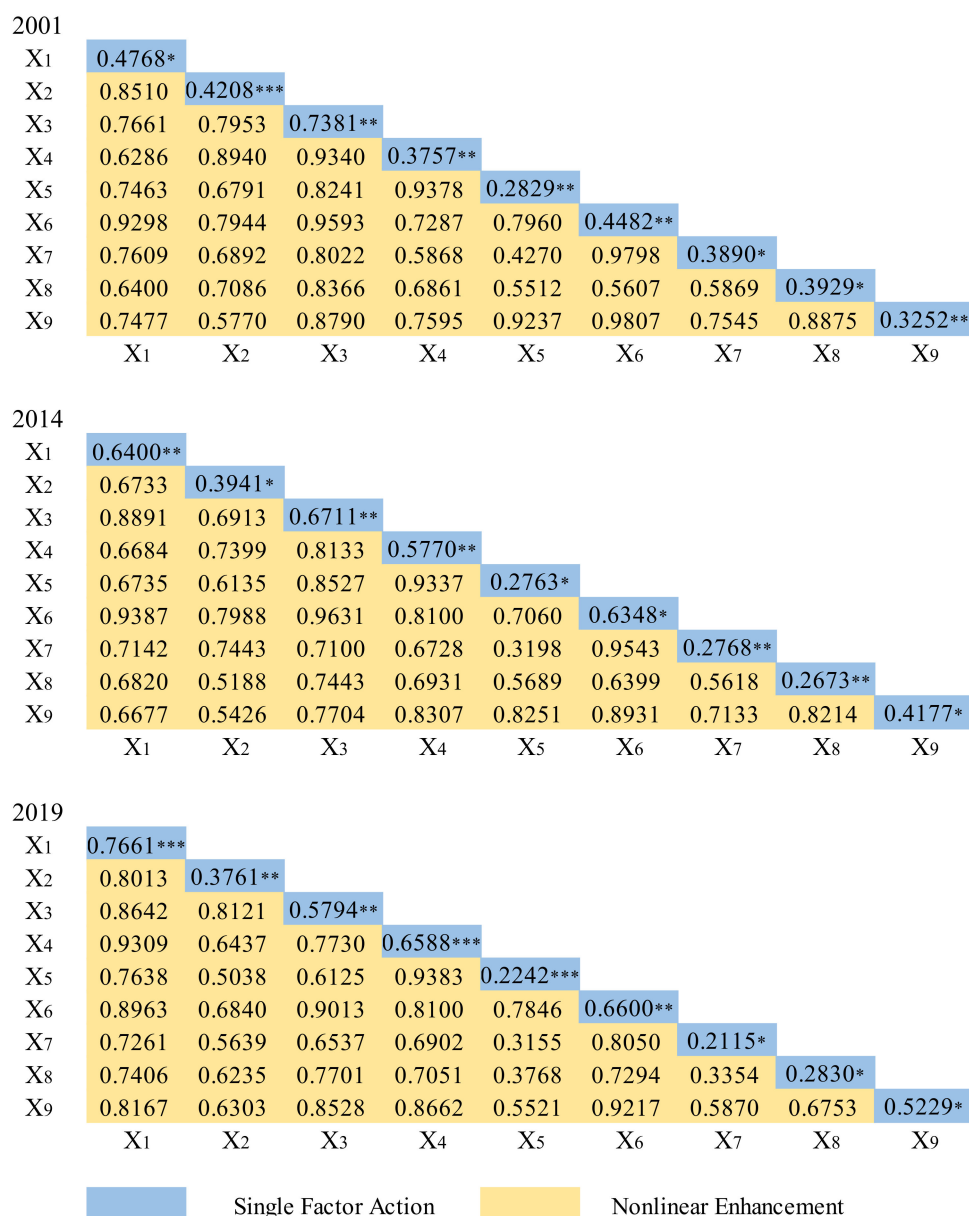 2001
X1 0.4768*
X2 0.8510 0.4208***
X3 0.7661 0.7953 0.7381**
X4 0.6286 0.8940 0.9340 0.3757**
X5 0.7463 0.6791 0.8241 0.9378 0.2829**
X6 0.9298 0.7944 0.9593 0.7287 0.7960 0.4482**
X7 0.7609 0.6892 0.8022 0.5868 0.4270 0.9798 0.3890*
X8 0.6400 0.7086 0.8366 0.6861 0.5512 0.5607 0.5869 0.3929*
X9 0.7477 0.5770 0.8790 0.7595 0.9237 0.9807 0.7545 0.8875 0.3252**
X1 X2 X3 X4 X5 X6 X7 X8 X9
2014
X1 0.6400**
X2 0.6733 0.3941*
X3 0.8891 0.6913 0.6711**
X4 0.6684 0.7399 0.8133 0.5770**
X5 0.6735 0.6135 0.8527 0.9337 0.2763*
X6 0.9387 0.7988 0.9631 0.8100 0.7060 0.6348*
X7 0.7142 0.7443 0.7100 0.6728 0.3198 0.9543 0.2768**
X8 0.6820 0.5188 0.7443 0.6931 0.5689 0.6399 0.5618 0.2673**
X9 0.6677 0.5426 0.7704 0.8307 0.8251 0.8931 0.7133 0.8214 0.4177*
X1 X2 X3 X4 X5 X6 X7 X8 X9
2019
X1 0.7661***
X2 0.8013 0.3761**
X3 0.8642 0.8121 0.5794**
X4 0.9309 0.6437 0.7730 0.6588***
X5 0.7638 0.5038 0.6125 0.9383 0.2242***
X6 0.8963 0.6840 0.9013 0.8100 0.7846 0.6600**
X7 0.7261 0.5639 0.6537 0.6902 0.3155 0.8050 0.2115*
X8 0.7406 0.6235 0.7701 0.7051 0.3768 0.7294 0.3354 0.2830*
X9 0.8167 0.6303 0.8528 0.8662 0.5521 0.9217 0.5870 0.6753 0.5229*
X1 X2 X3 X4 X5 X6 X7 X8 X9
Single Factor Action Nonlinear Enhancement